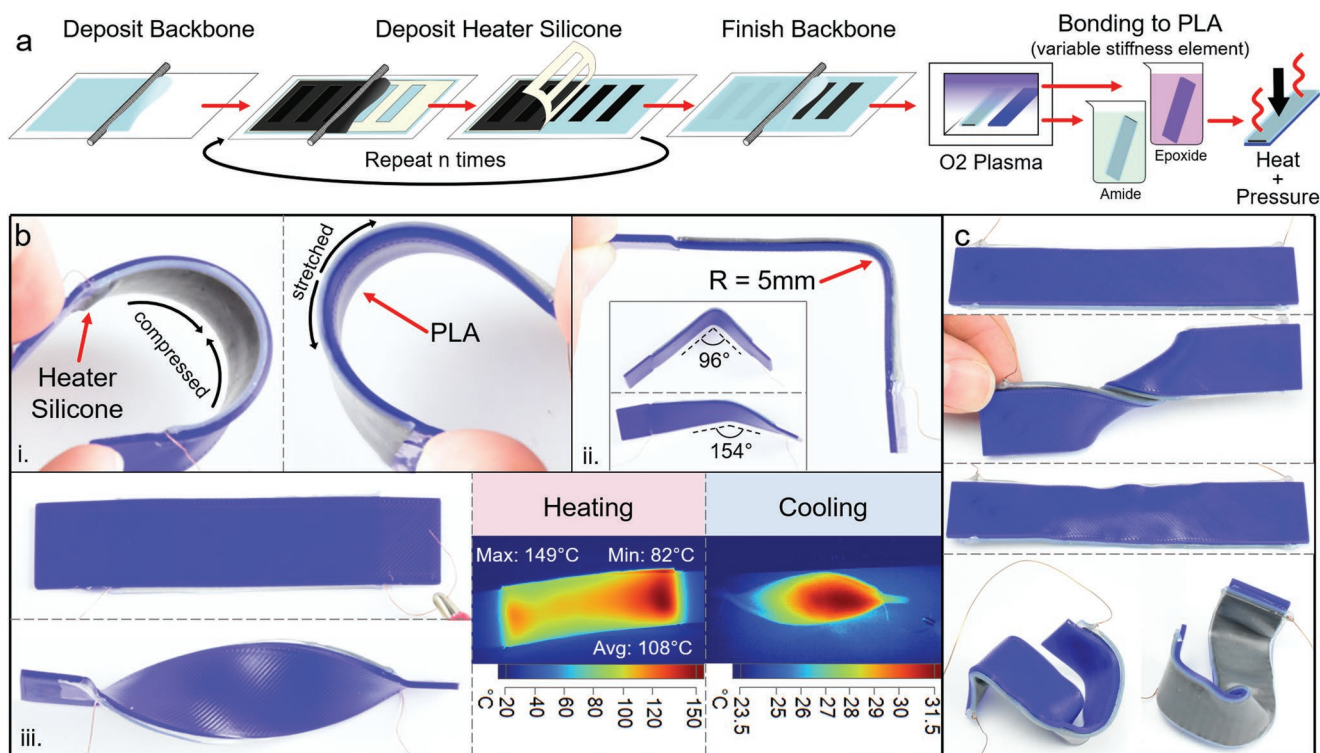 a
Deposit Backbone
Deposit Heater Silicone
Finish Backbone
Bonding to PLA
(variable stiffness element)
Repeat n times
O2 Plasma
Amide
Epoxide
Heat
+
Pressure
b
Heater
Silicone
compressed
i.
stretched
PLA
R = 5mm
96°
154°
ii.
iii.
Heating
Max: 149°C
Min: 82°C
Avg: 108°C
°C
20
40
60
80
100
120
150
Cooling
°C
23.5
25
26
27
28
29
30
31.5
c